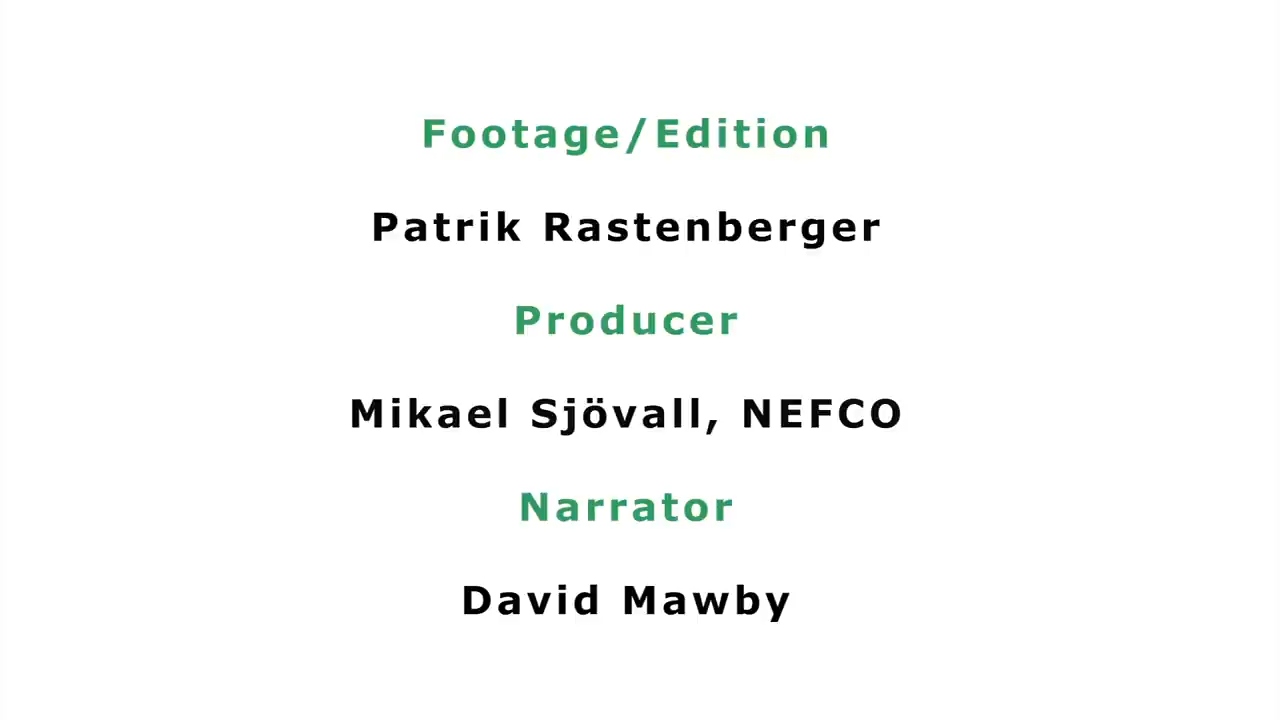 Footage/Edition
Patrik Rastenberger
Producer
Mikael Sjövall, NEFCO
Narrator
David Mawby